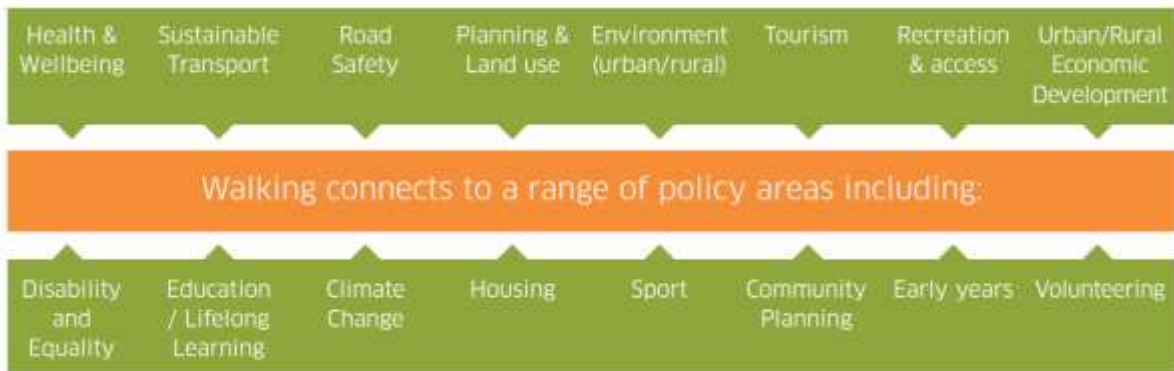 Health &
Wellbeing
Sustainable
Transport
Road
Safety
Planning &
Land use
Environment
(urban/rural)
Tourism
Recreation
& access
Urban/Rural
Economic
Development
Walking connects to a range of policy areas including:
Disability
and
Equality
Education
/ Lifelong
Learning
Climate
Change
Housing
Sport
Community
Planning
Early years
Volunteering